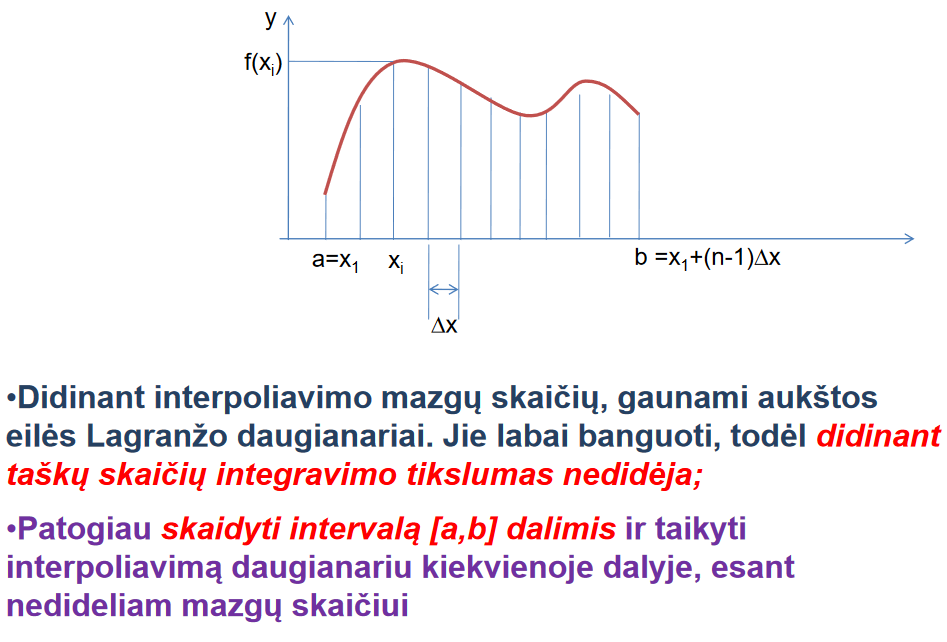 y
f(xᵢ)
a=x₁ xᵢ b =x₁+(n-1)∆x
∆x
•Didinant interpoliavimo mazgų skaičių, gaunami aukštos
eilės Lagranžo daugianariai. Jie labai banguoti, todėl didinant
taškų skaičių integravimo tikslumas nedidėja;
•Patogiau skaidyti intervalą [a,b] dalimis ir taikyti
interpoliavimą daugianariu kiekvienoje dalyje, esant
nedideliam mazgų skaičiui